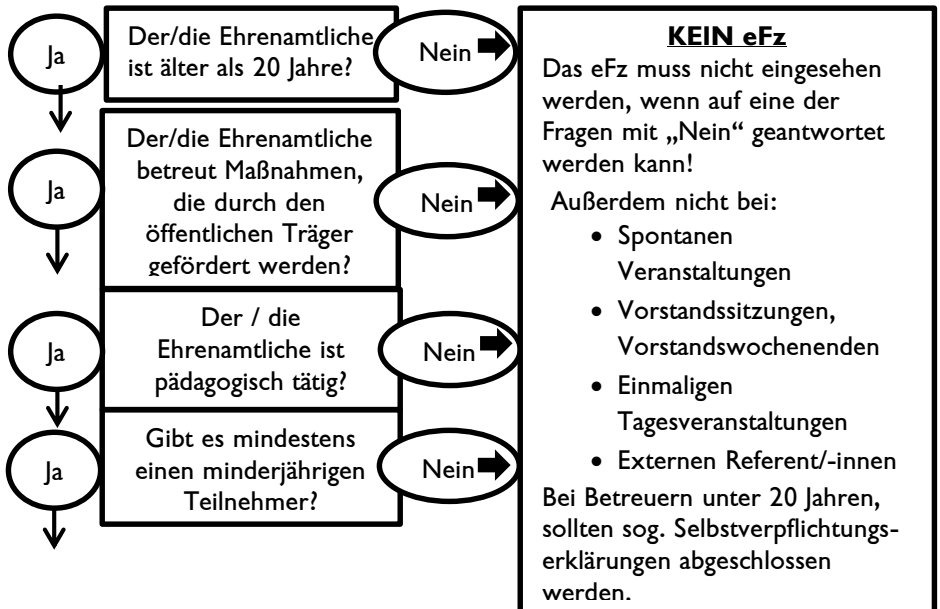 Ja
Der/die Ehrenamtliche
ist älter als 20 Jahre?
Nein
Ja
Der/die Ehrenamtliche
betreut Maßnahmen,
die durch den
öffentlichen Träger
gefördert werden?
Nein
Ja
Der / die
Ehrenamtliche ist
pädagogisch tätig?
Nein
Ja
Gibt es mindestens
einen minderjährigen
Teilnehmer?
Nein
KEIN eFz
Das eFz muss nicht eingesehen
werden, wenn auf eine der
Fragen mit „Nein“ geantwortet
werden kann!
Außerdem nicht bei:
• Spontanen
Veranstaltungen
• Vorstandssitzungen,
Vorstandswochenenden
• Einmaligen
Tagesveranstaltungen
• Externen Referent/-innen
Bei Betreuern unter 20 Jahren,
sollten sog. Selbstverpflichtungs-
erklärungen abgeschlossen
werden.